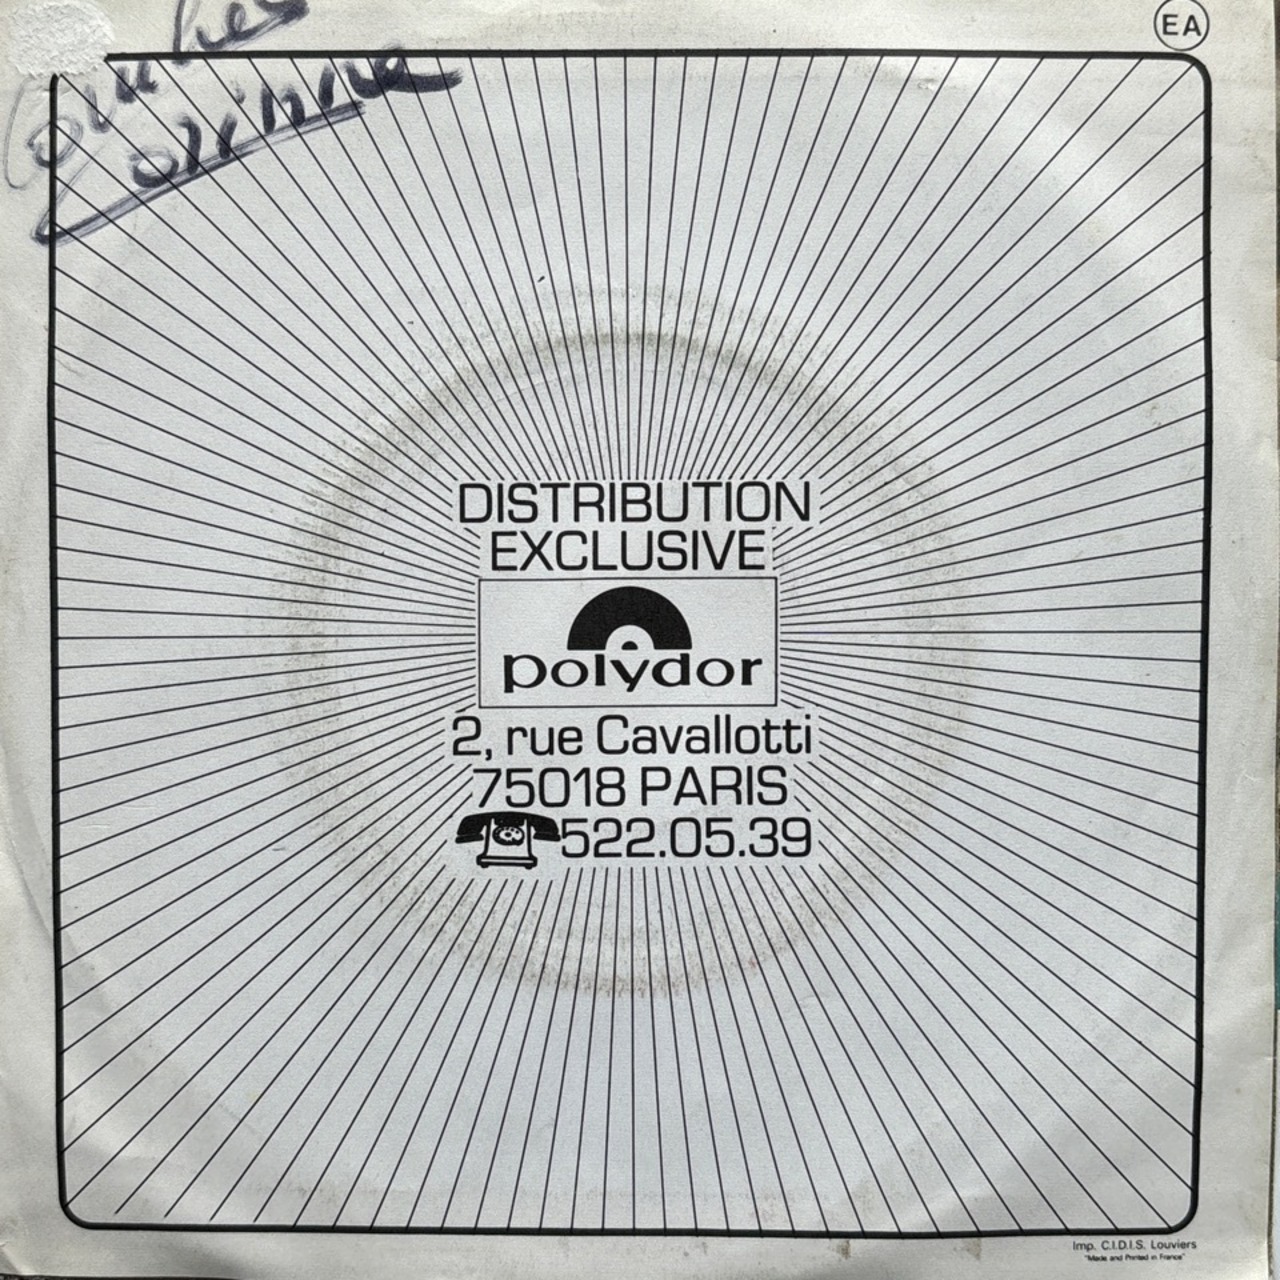 EA
DISTRIBUTION
EXCLUSIVE
polydor
2, rue Cavallotti
75018 PARIS
522.05.39
Imp. C.I.D.I.S. Louviers
"Made and Printed in France"